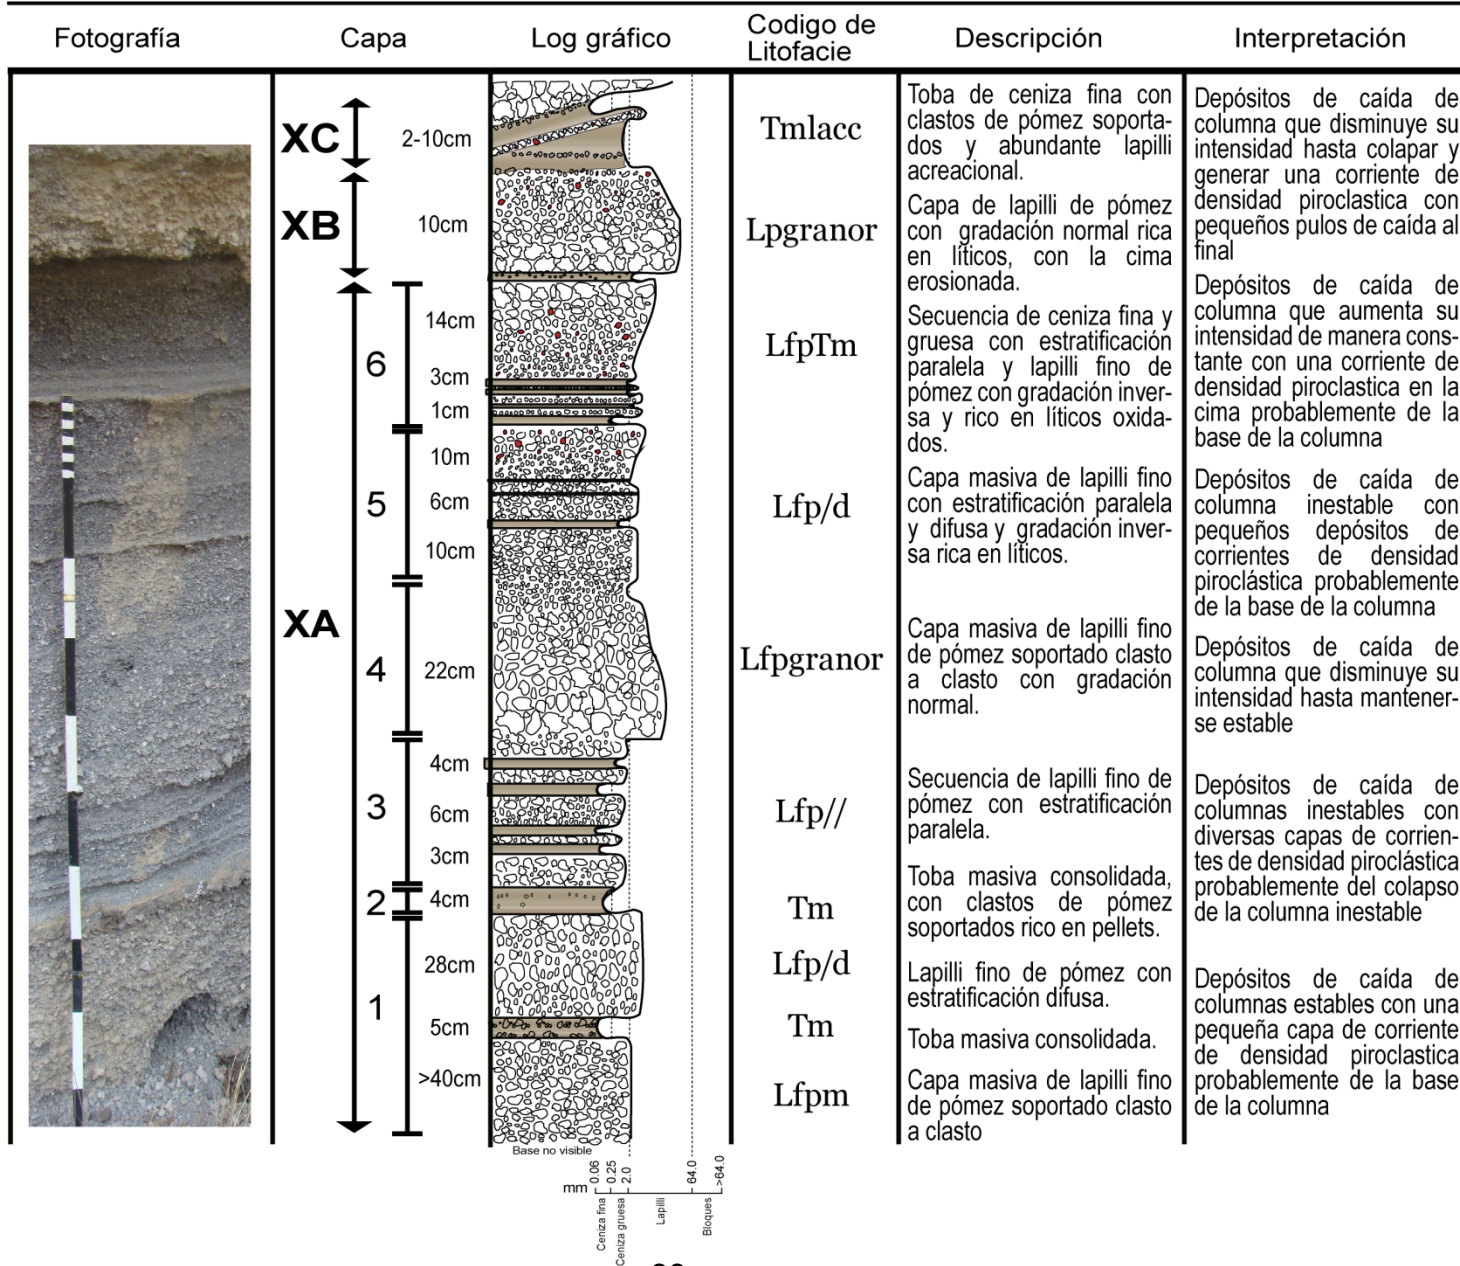 Fotografía
Capa
Log gráfico
Codigo de
Litofacie
Descripción
Interpretación
XC
XB
XA
6
5
4
3
2
1
2-10cm
10cm
14cm
3cm
1cm
10m
6cm
10cm
22cm
4cm
6cm
3cm
4cm
28cm
5cm
>40cm
Base no visible
mm
0.06
0.25
2.0
64.0
>64.0
Ceniza fina
Ceniza gruesa
Lapilli
Bloques
Tmlacc
Lpgranor
LfpTm
Lfp/d
Lfpgranor
Lfp//
Tm
Lfp/d
Tm
Lfpm
Toba de ceniza fina con
clastos de pómez soporta-
dos y abundante lapilli
acreacional.
Capa de lapilli de pómez
con gradación normal rica
en líticos, con la cima
erosionada.
Secuencia de ceniza fina y
gruesa con estratificación
paralela y lapilli fino de
pómez con gradación inver-
sa y rico en líticos oxida-
dos.
Capa masiva de lapilli fino
con estratificación paralela
y difusa y gradación inver-
sa rica en líticos.
Capa masiva de lapilli fino
de pómez soportado clasto
a clasto con gradación
normal.
Secuencia de lapilli fino de
pómez con estratificación
paralela.
Toba masiva consolidada,
con clastos de pómez
soportados rico en pellets.
Lapilli fino de pómez con
estratificación difusa.
Toba masiva consolidada.
Capa masiva de lapilli fino
de pómez soportado clasto
a clasto
Depósitos de caída de
columna que disminuye su
intensidad hasta colapar y
generar una corriente de
densidad piroclastica con
pequeños pulos de caída al
final
Depósitos de caída de
columna que aumenta su
intensidad de manera cons-
tante con una corriente de
densidad piroclastica en la
cima probablemente de la
base de la columna
Depósitos de caída de
columna inestable con
pequeños depósitos de
corrientes de densidad
piroclástica probablemente
de la base de la columna
Depósitos de caída de
columna que disminuye su
intensidad hasta mantener-
se estable
Depósitos de caída de
columnas inestables con
diversas capas de corrien-
tes de densidad piroclástica
probablemente del colapso
de la columna inestable
Depósitos de caída de
columnas estables con una
pequeña capa de corriente
de densidad piroclastica
probablemente de la base
de la columna